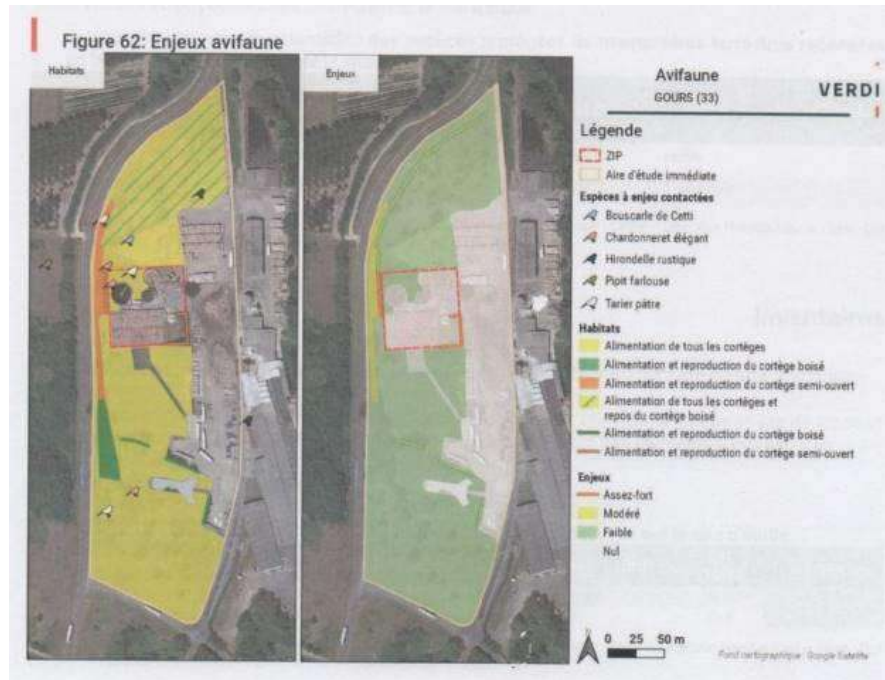 Figure 62: Enjeux avifaune
Habitats
Enjeux
Avifaune
GOURS (33)
VERDI
Légende
ZIP
Aire d'étude immédiate
Espèces à enjeu contactées
Bouscarle de Cetti
Chardonneret élégant
Hirondelle rustique
Pipit farlouse
Tarier pâtre
Habitats
Alimentation de tous les cortèges
Alimentation et reproduction du cortège boisé
Alimentation et reproduction du cortège semi-ouvert
Alimentation de tous les cortèges et
repos du cortège boisé
Alimentation et reproduction du cortège boisé
Alimentation et reproduction du cortège semi-ouvert
Enjeux
Assez-fort
Modéré
Faible
Nul
0 25 50 m
Fond cartographique : Google Satellite